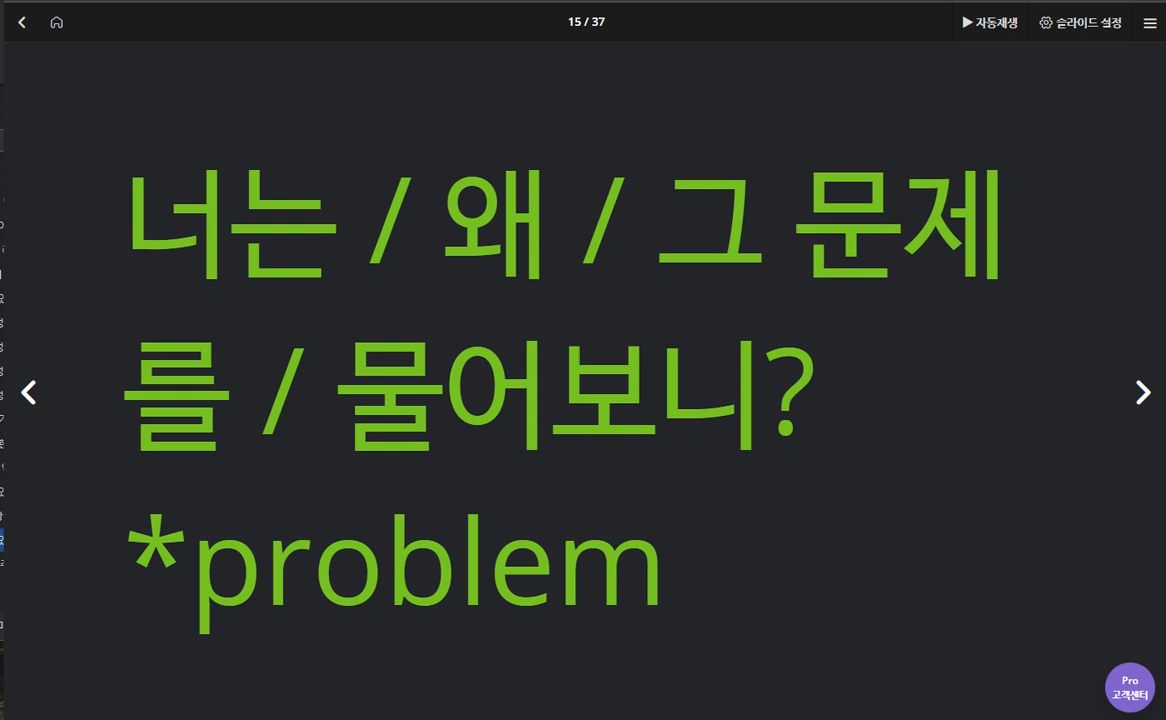 15 / 37
▶ 자동재생
슬라이드 설정
너는 / 왜 / 그 문제
를 / 물어보니?
*problem
Pro
고객센터